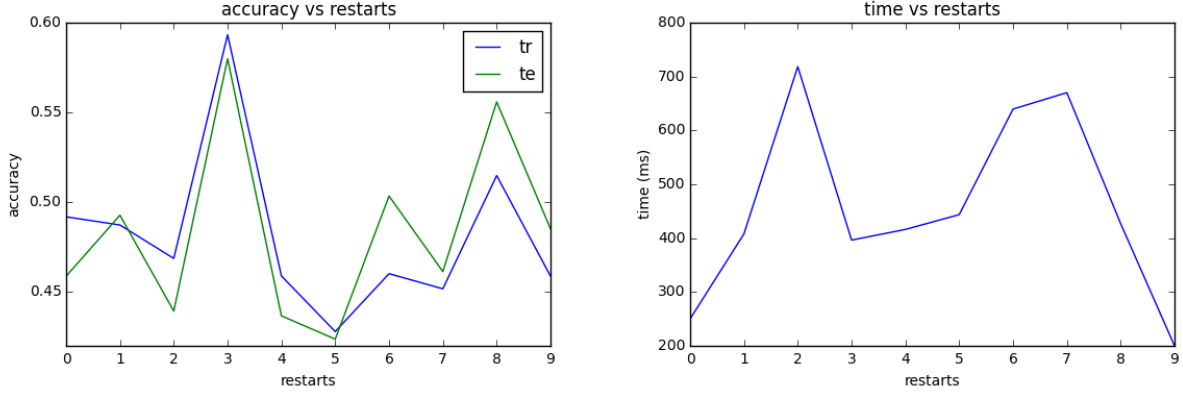 accuracy vs restarts
0.60
0.55
0.50
0.45
accuracy
tr
te
0 1 2 3 4 5 6 7 8 9
restarts
time vs restarts
800
700
600
500
400
300
200
time (ms)
0 1 2 3 4 5 6 7 8 9
restarts